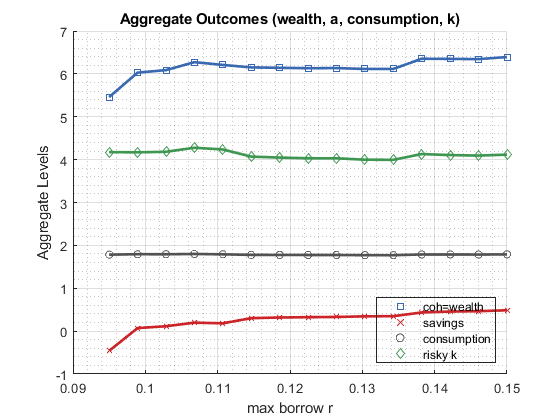 Aggregate Outcomes (wealth, a, consumption, k)
7
6
5
4
3
2
1
0
-1
Aggregate Levels
coh=wealth
savings
consumption
risky k
0.09 0.1 0.11 0.12 0.13 0.14 0.15
max borrow r